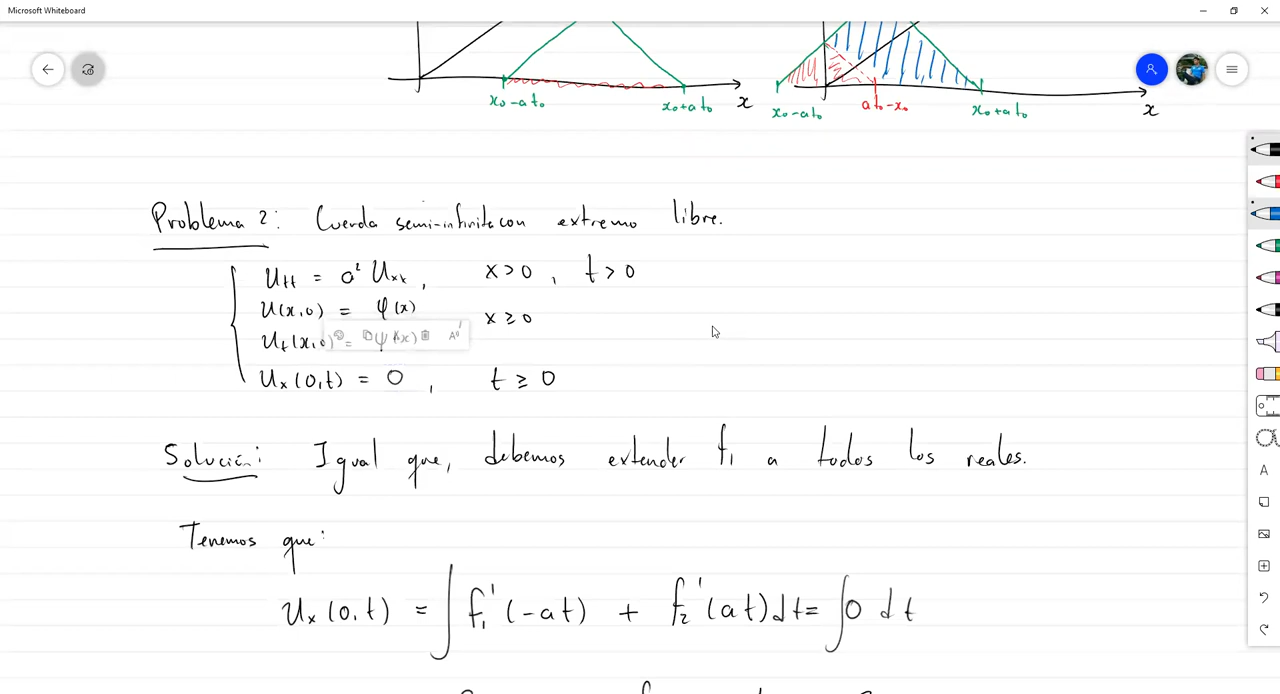 Microsoft Whiteboard
x₀-at₀ x₀+at₀ x
x₀-at₀ at₀-x₀ x₀+at₀ x
Problema 2: Cuerda semi-infinita con extremo libre.
Utt = a² Uxx, x>0, t>0
U(x,0) = φ(x)
x ≥ 0
Ut(x,0) = ψ(x)
Ux(0,t) = 0, t ≥ 0
Solución: Igual que, debemos extender f₁ a todos los reales.
Tenemos que:
Ux(0,t) = ∫ f₁'(-at) + f₂'(at)dt = ∫0 dt